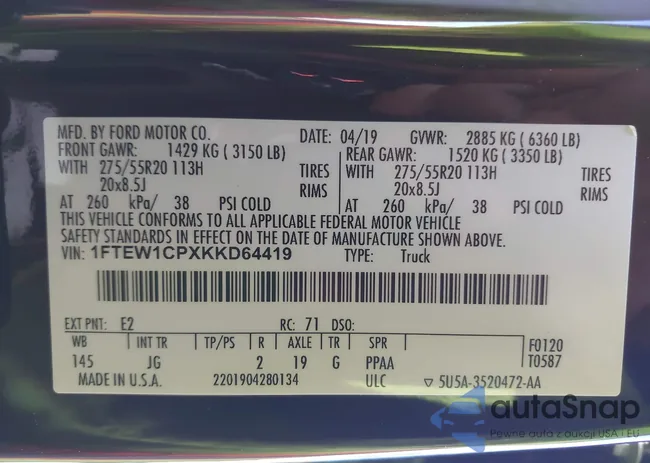 MFD. BY FORD MOTOR CO. DATE: 04/19 GVWR: 2885 KG ( 6360 LB)
FRONT GAWR: 1429 KG ( 3150 LB) REAR GAWR: 1520 KG ( 3350 LB)
WITH 275/55R20 113H TIRES WITH 275/55R20 113H TIRES
20x8.5J RIMS 20x8.5J RIMS
AT 260 kPa/ 38 PSI COLD AT 260 kPa/ 38 PSI COLD
THIS VEHICLE CONFORMS TO ALL APPLICABLE FEDERAL MOTOR VEHICLE
SAFETY STANDARDS IN EFFECT ON THE DATE OF MANUFACTURE SHOWN ABOVE.
VIN: 1FTEW1CPXKKD64419 TYPE: Truck
EXT PNT: E2 RC: 71 DSO:
WB INT TR TP/PS R AXLE TR SPR F0120
145 JG 2 19 G PPAA T0587
MADE IN U.S.A. 2201904280134 ULC ▽ 5U5A-3520472-AA
autoSnap
Pewne auta z aukcji USA i EU